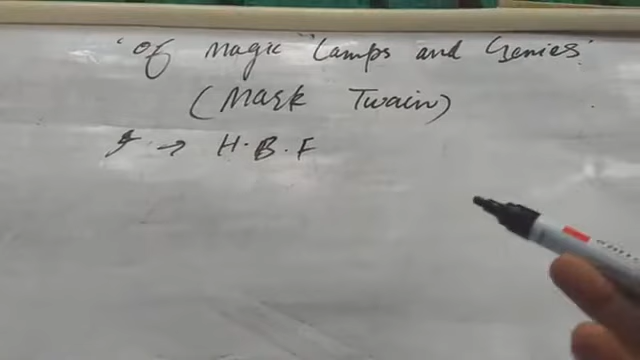 'Of Magic Lamps and Genies'
(Mark Twain)
→ H.B.F